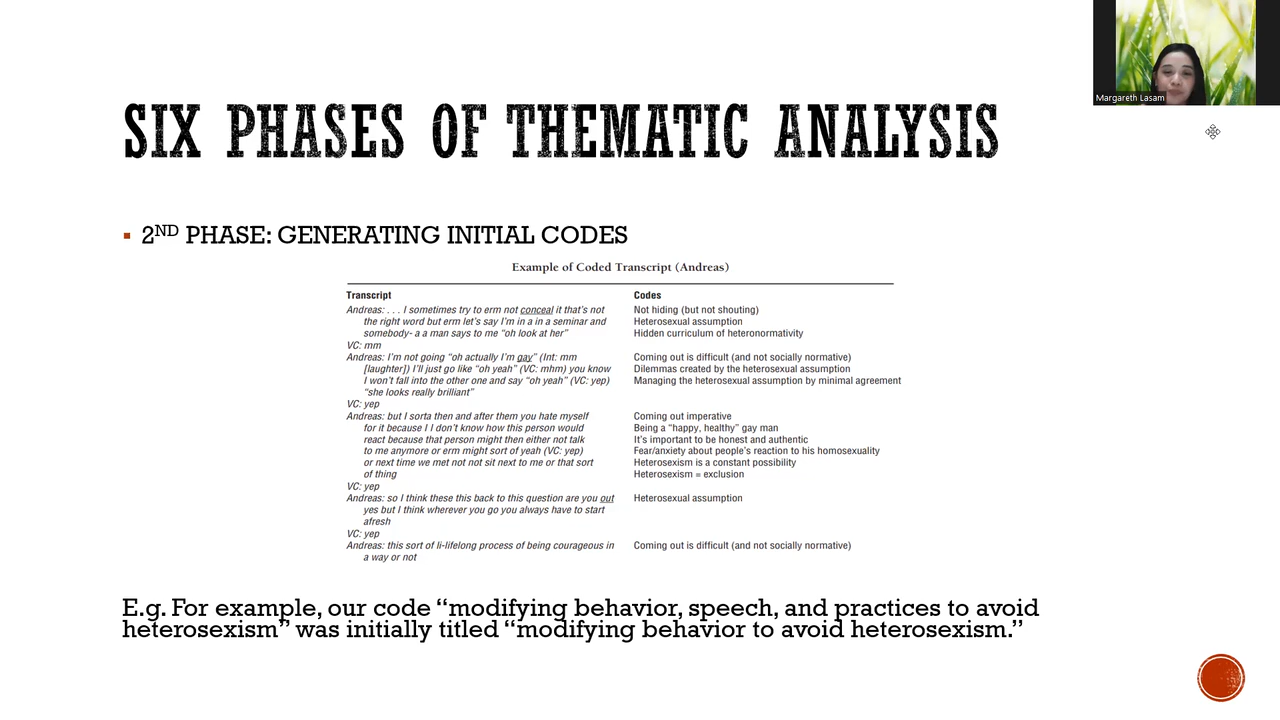 Margareth Lasam
SIX PHASES OF THEMATIC ANALYSIS
▪ 2ND PHASE: GENERATING INITIAL CODES
Example of Coded Transcript (Andreas)
Transcript Codes
Andreas: . . . I sometimes try to erm not conceal it that's not Not hiding (but not shouting)
the right word but erm let's say I'm in a in a seminar and Heterosexual assumption
somebody- a a man says to me “oh look at her” Hidden curriculum of heteronormativity
VC: mm
Andreas: I'm not going “oh actually I'm gay” (Int: mm Coming out is difficult (and not socially normative)
[laughter]) I'll just go like “oh yeah” (VC: mhm) you know Dilemmas created by the heterosexual assumption
I won't fall into the other one and say “oh yeah” (VC: yep) Managing the heterosexual assumption by minimal agreement
“she looks really brilliant”
VC: yep
Andreas: but I sorta then and after them you hate myself Coming out imperative
for it because I I don't know how this person would Being a “happy, healthy” gay man
react because that person might then either not talk It's important to be honest and authentic
to me anymore or erm might sort of yeah (VC: yep) Fear/anxiety about people's reaction to his homosexuality
or next time we met not not sit next to me or that sort Heterosexism is a constant possibility
of thing Heterosexism = exclusion
VC: yep
Andreas: so I think these this back to this question are you out Heterosexual assumption
yes but I think wherever you go you always have to start
afresh
VC: yep
Andreas: this sort of li-lifelong process of being courageous in Coming out is difficult (and not socially normative)
a way or not
E.g. For example, our code “modifying behavior, speech, and practices to avoid
heterosexism” was initially titled “modifying behavior to avoid heterosexism.”